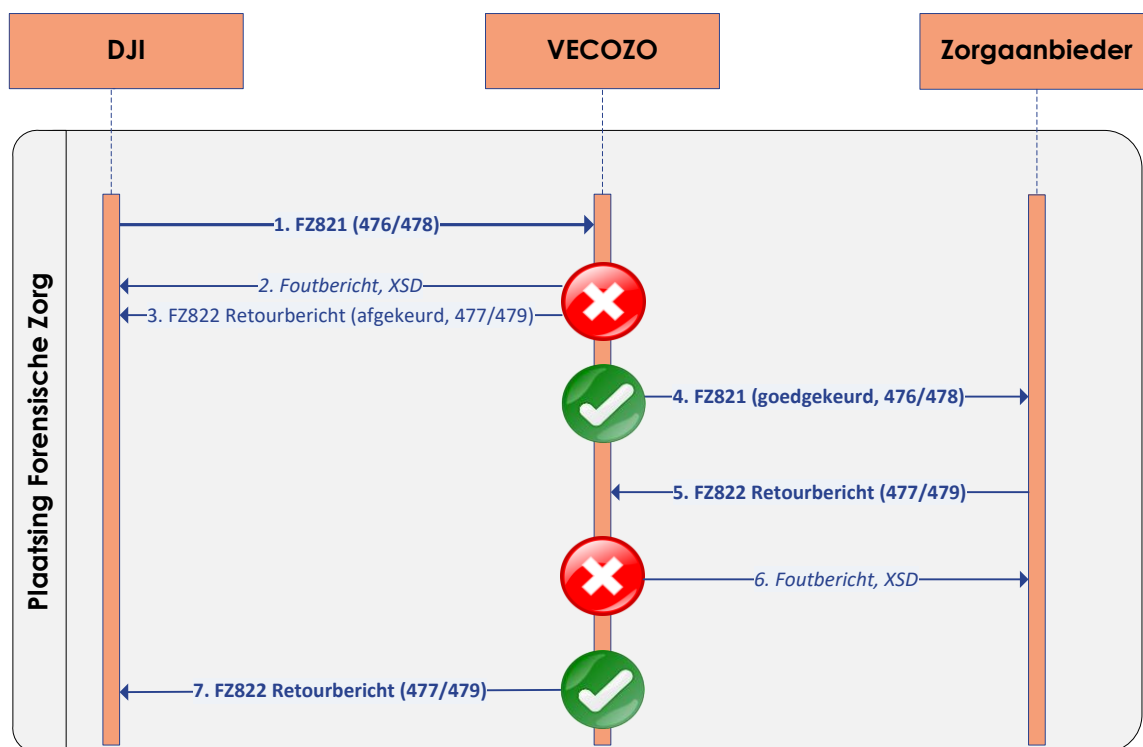 DJI
VECOZO
Zorgaanbieder
Plaatsing Forensische Zorg
1. FZ821 (476/478)
2. Foutbericht, XSD
3. FZ822 Retourbericht (afgekeurd, 477/479)
4. FZ821 (goedgekeurd, 476/478)
5. FZ822 Retourbericht (477/479)
6. Foutbericht, XSD
7. FZ822 Retourbericht (477/479)